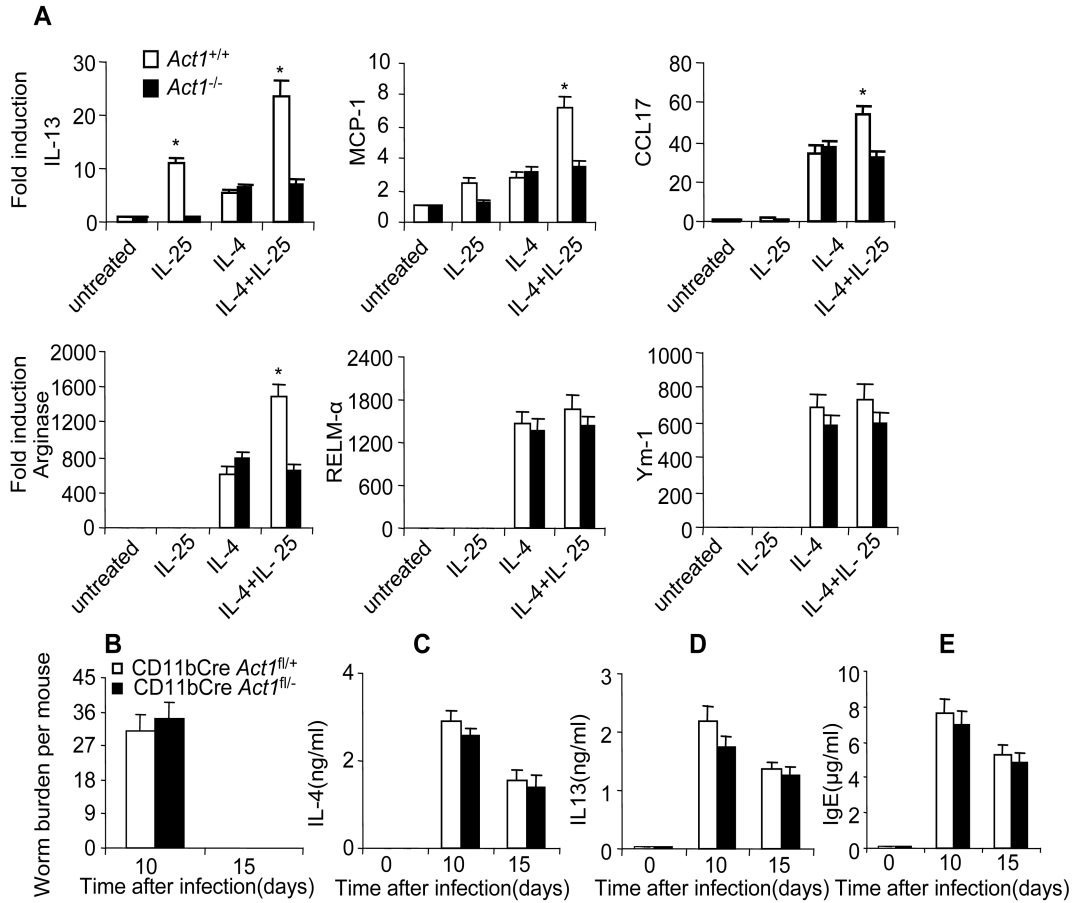 A
Fold induction
IL-13
30
20
10
0
Act1+/+
Act1-/-
*
*
untreated
IL-25
IL-4
IL-4+IL-25
MCP-1
10
8
6
4
2
0
*
untreated
IL-25
IL-4
IL-4+IL-25
CCL17
80
60
40
20
0
*
untreated
IL-25
IL-4
IL-4+IL-25
Fold induction
Arginase
2000
1600
1200
800
400
0
*
untreated
IL-25
IL-4
IL-4+IL- 25
RELM-α
2400
1800
1200
600
0
untreated
IL-25
IL-4
IL-4+IL- 25
Ym-1
1000
800
600
400
200
0
untreated
IL-25
IL-4
IL-4+IL- 25
B
Worm burden per mouse
45
36
27
18
9
0
CD11bCre Act1fl/+
CD11bCre Act1fl/-
10
15
Time after infection(days)
C
IL-4(ng/ml)
4
2
0
0
10
15
Time after infection(days)
D
IL13(ng/ml)
3
2
1
0
0
10
15
Time after infection(days)
E
IgE(µg/ml)
10
8
6
4
2
0
0
10
15
Time after infection(days)